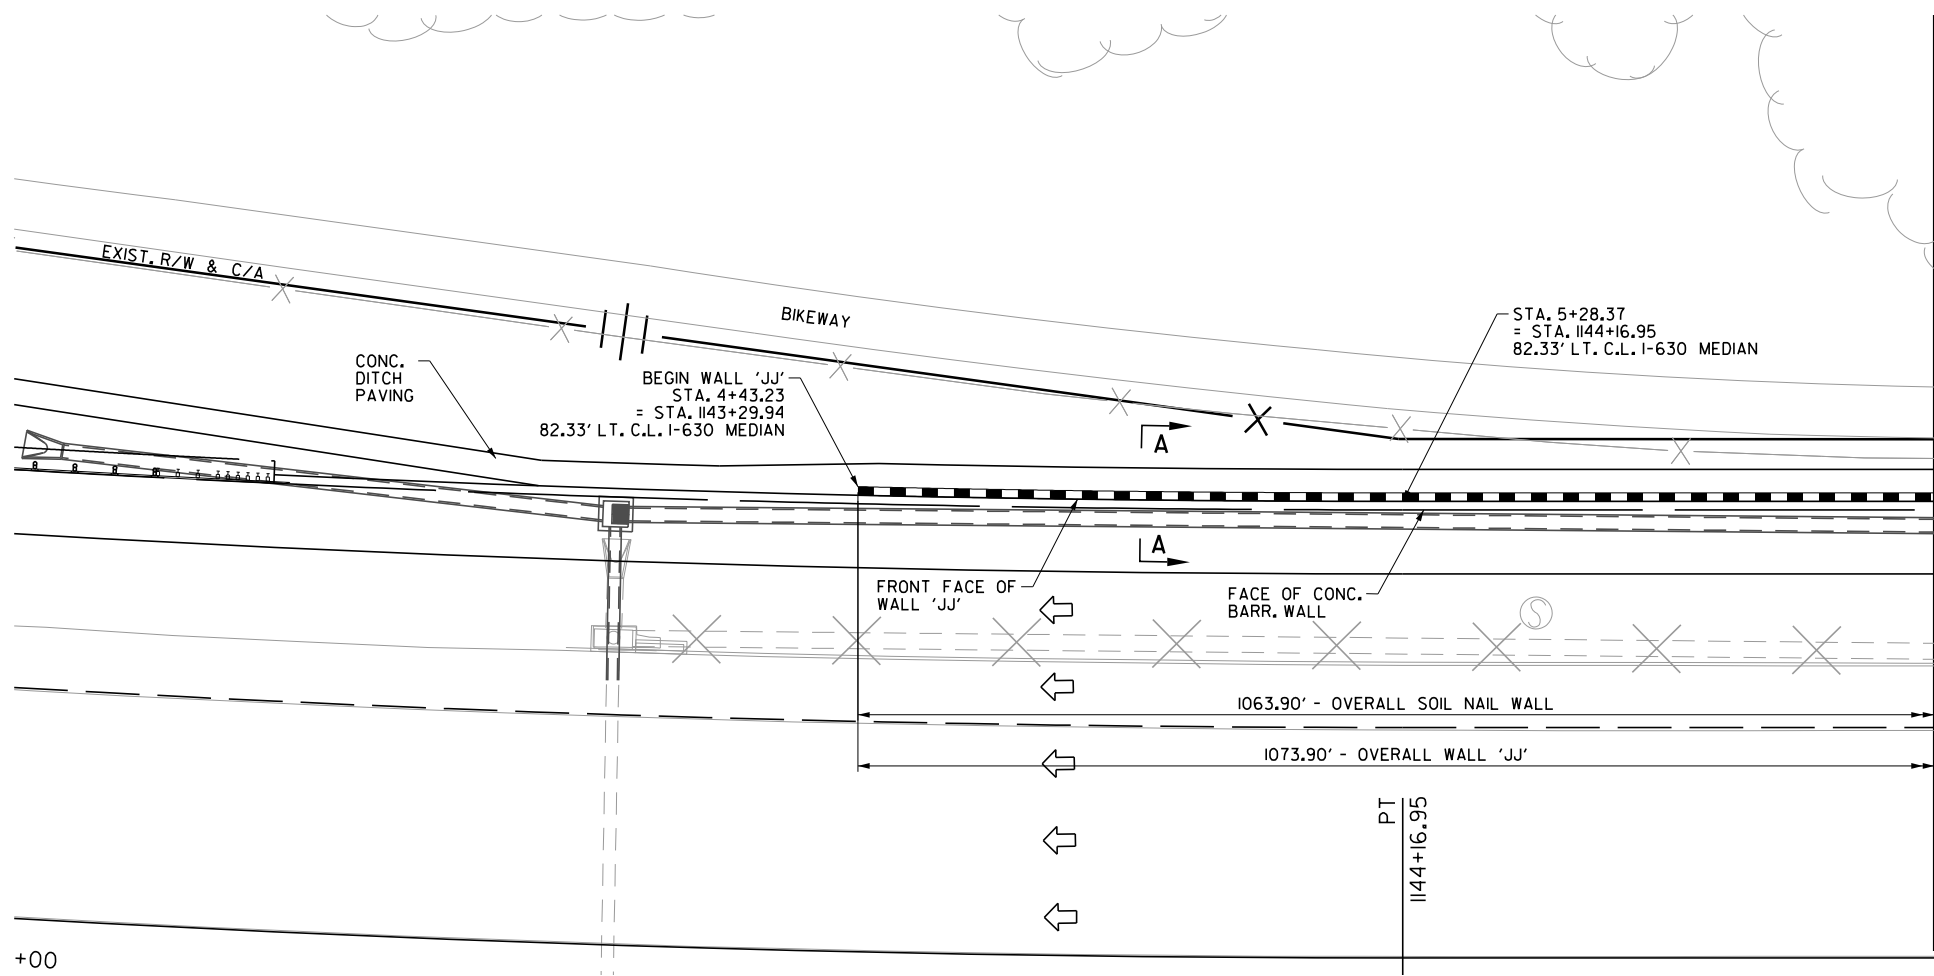 EXIST. R/W & C/A
BIKEWAY
STA. 5+28.37
= STA. 1144+16.95
82.33' LT. C.L. I-630 MEDIAN
CONC.
DITCH
PAVING
BEGIN WALL 'JJ'
STA. 4+43.23
= STA. 1143+29.94
82.33' LT. C.L. I-630 MEDIAN
A
A
FRONT FACE OF
WALL 'JJ'
FACE OF CONC.
BARR. WALL
S
1063.90' - OVERALL SOIL NAIL WALL
1073.90' - OVERALL WALL 'JJ'
PT
1144+16.95
+00